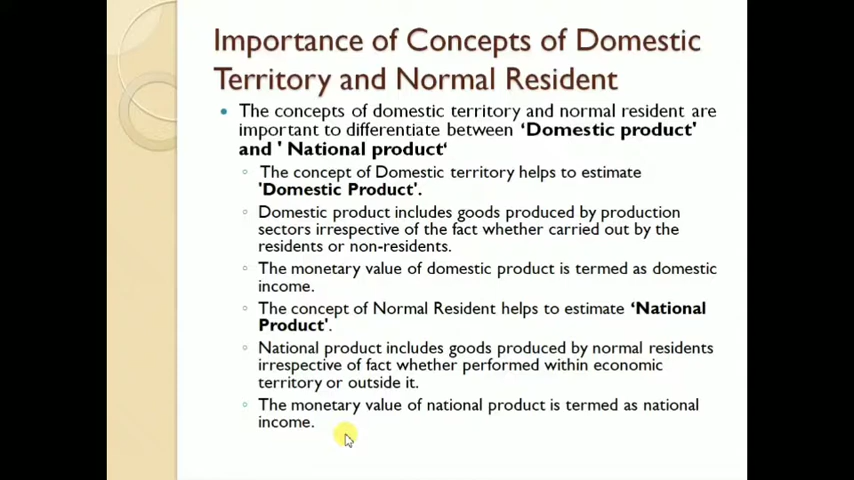 Importance of Concepts of Domestic
Territory and Normal Resident
The concepts of domestic territory and normal resident are
important to differentiate between ‘Domestic product’
and ' National product‘
The concept of Domestic territory helps to estimate
'Domestic Product'.
Domestic product includes goods produced by production
sectors irrespective of the fact whether carried out by the
residents or non-residents.
The monetary value of domestic product is termed as domestic
income.
The concept of Normal Resident helps to estimate ‘National
Product'.
National product includes goods produced by normal residents
irrespective of fact whether performed within economic
territory or outside it.
The monetary value of national product is termed as national
income.